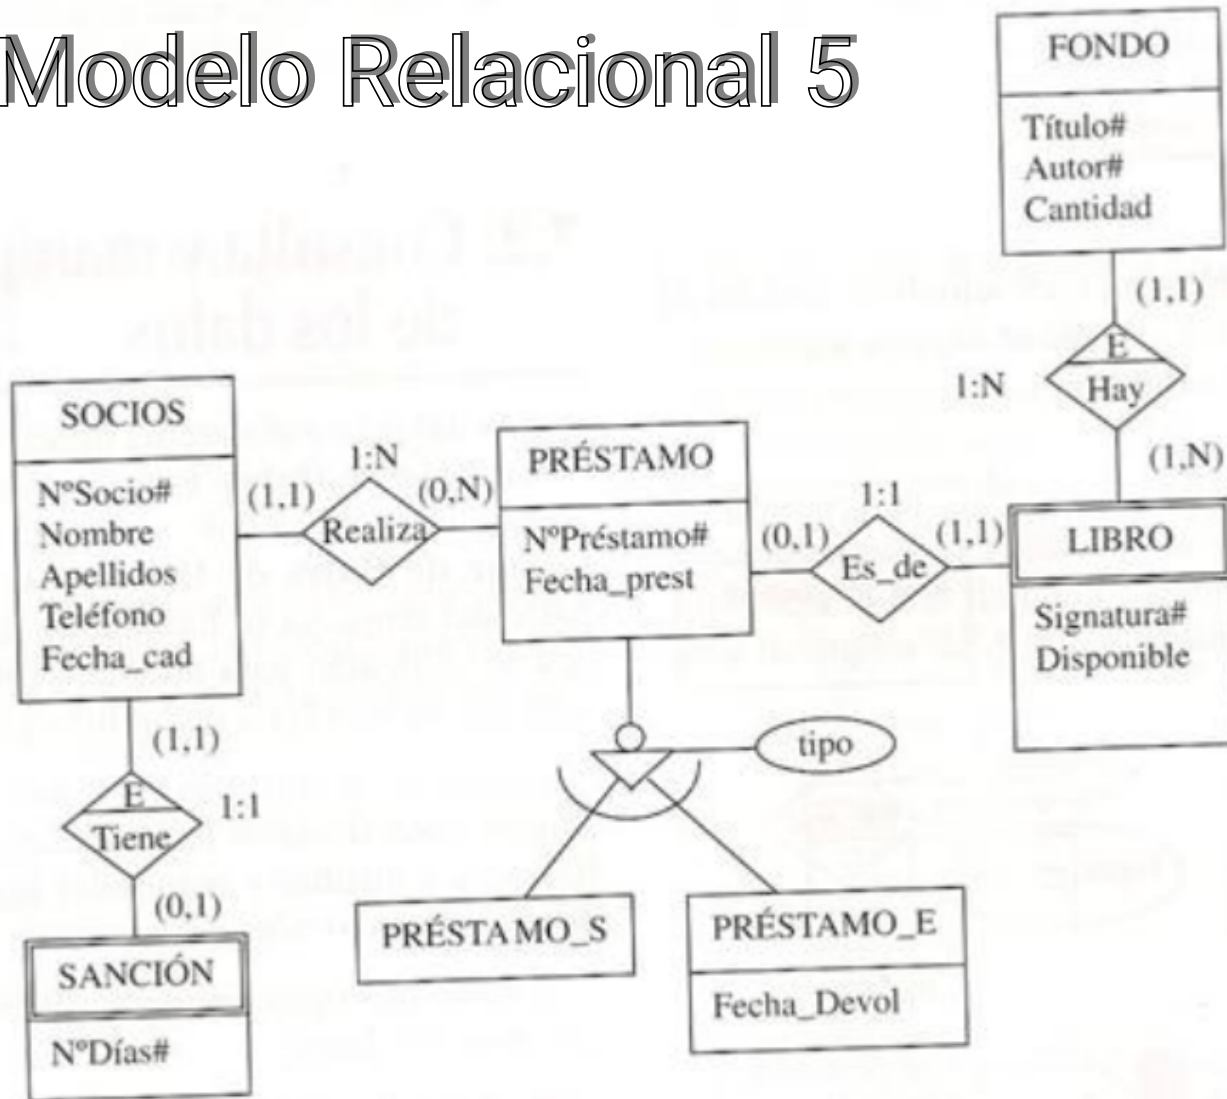 Modelo Relacional 5
FONDO
Título#
Autor#
Cantidad
(1,1)
E
Hay
1:N
(1,N)
SOCIOS
NºSocio#
Nombre
Apellidos
Teléfono
Fecha_cad
(1,1)
1:N
Realiza
(0,N)
PRÉSTAMO
NºPréstamo#
Fecha_prest
(0,1)
1:1
Es_de
(1,1)
LIBRO
Signatura#
Disponible
(1,1)
E
Tiene
1:1
(0,1)
SANCIÓN
NºDías#
tipo
PRÉSTAMO_S
PRÉSTAMO_E
Fecha_Devol